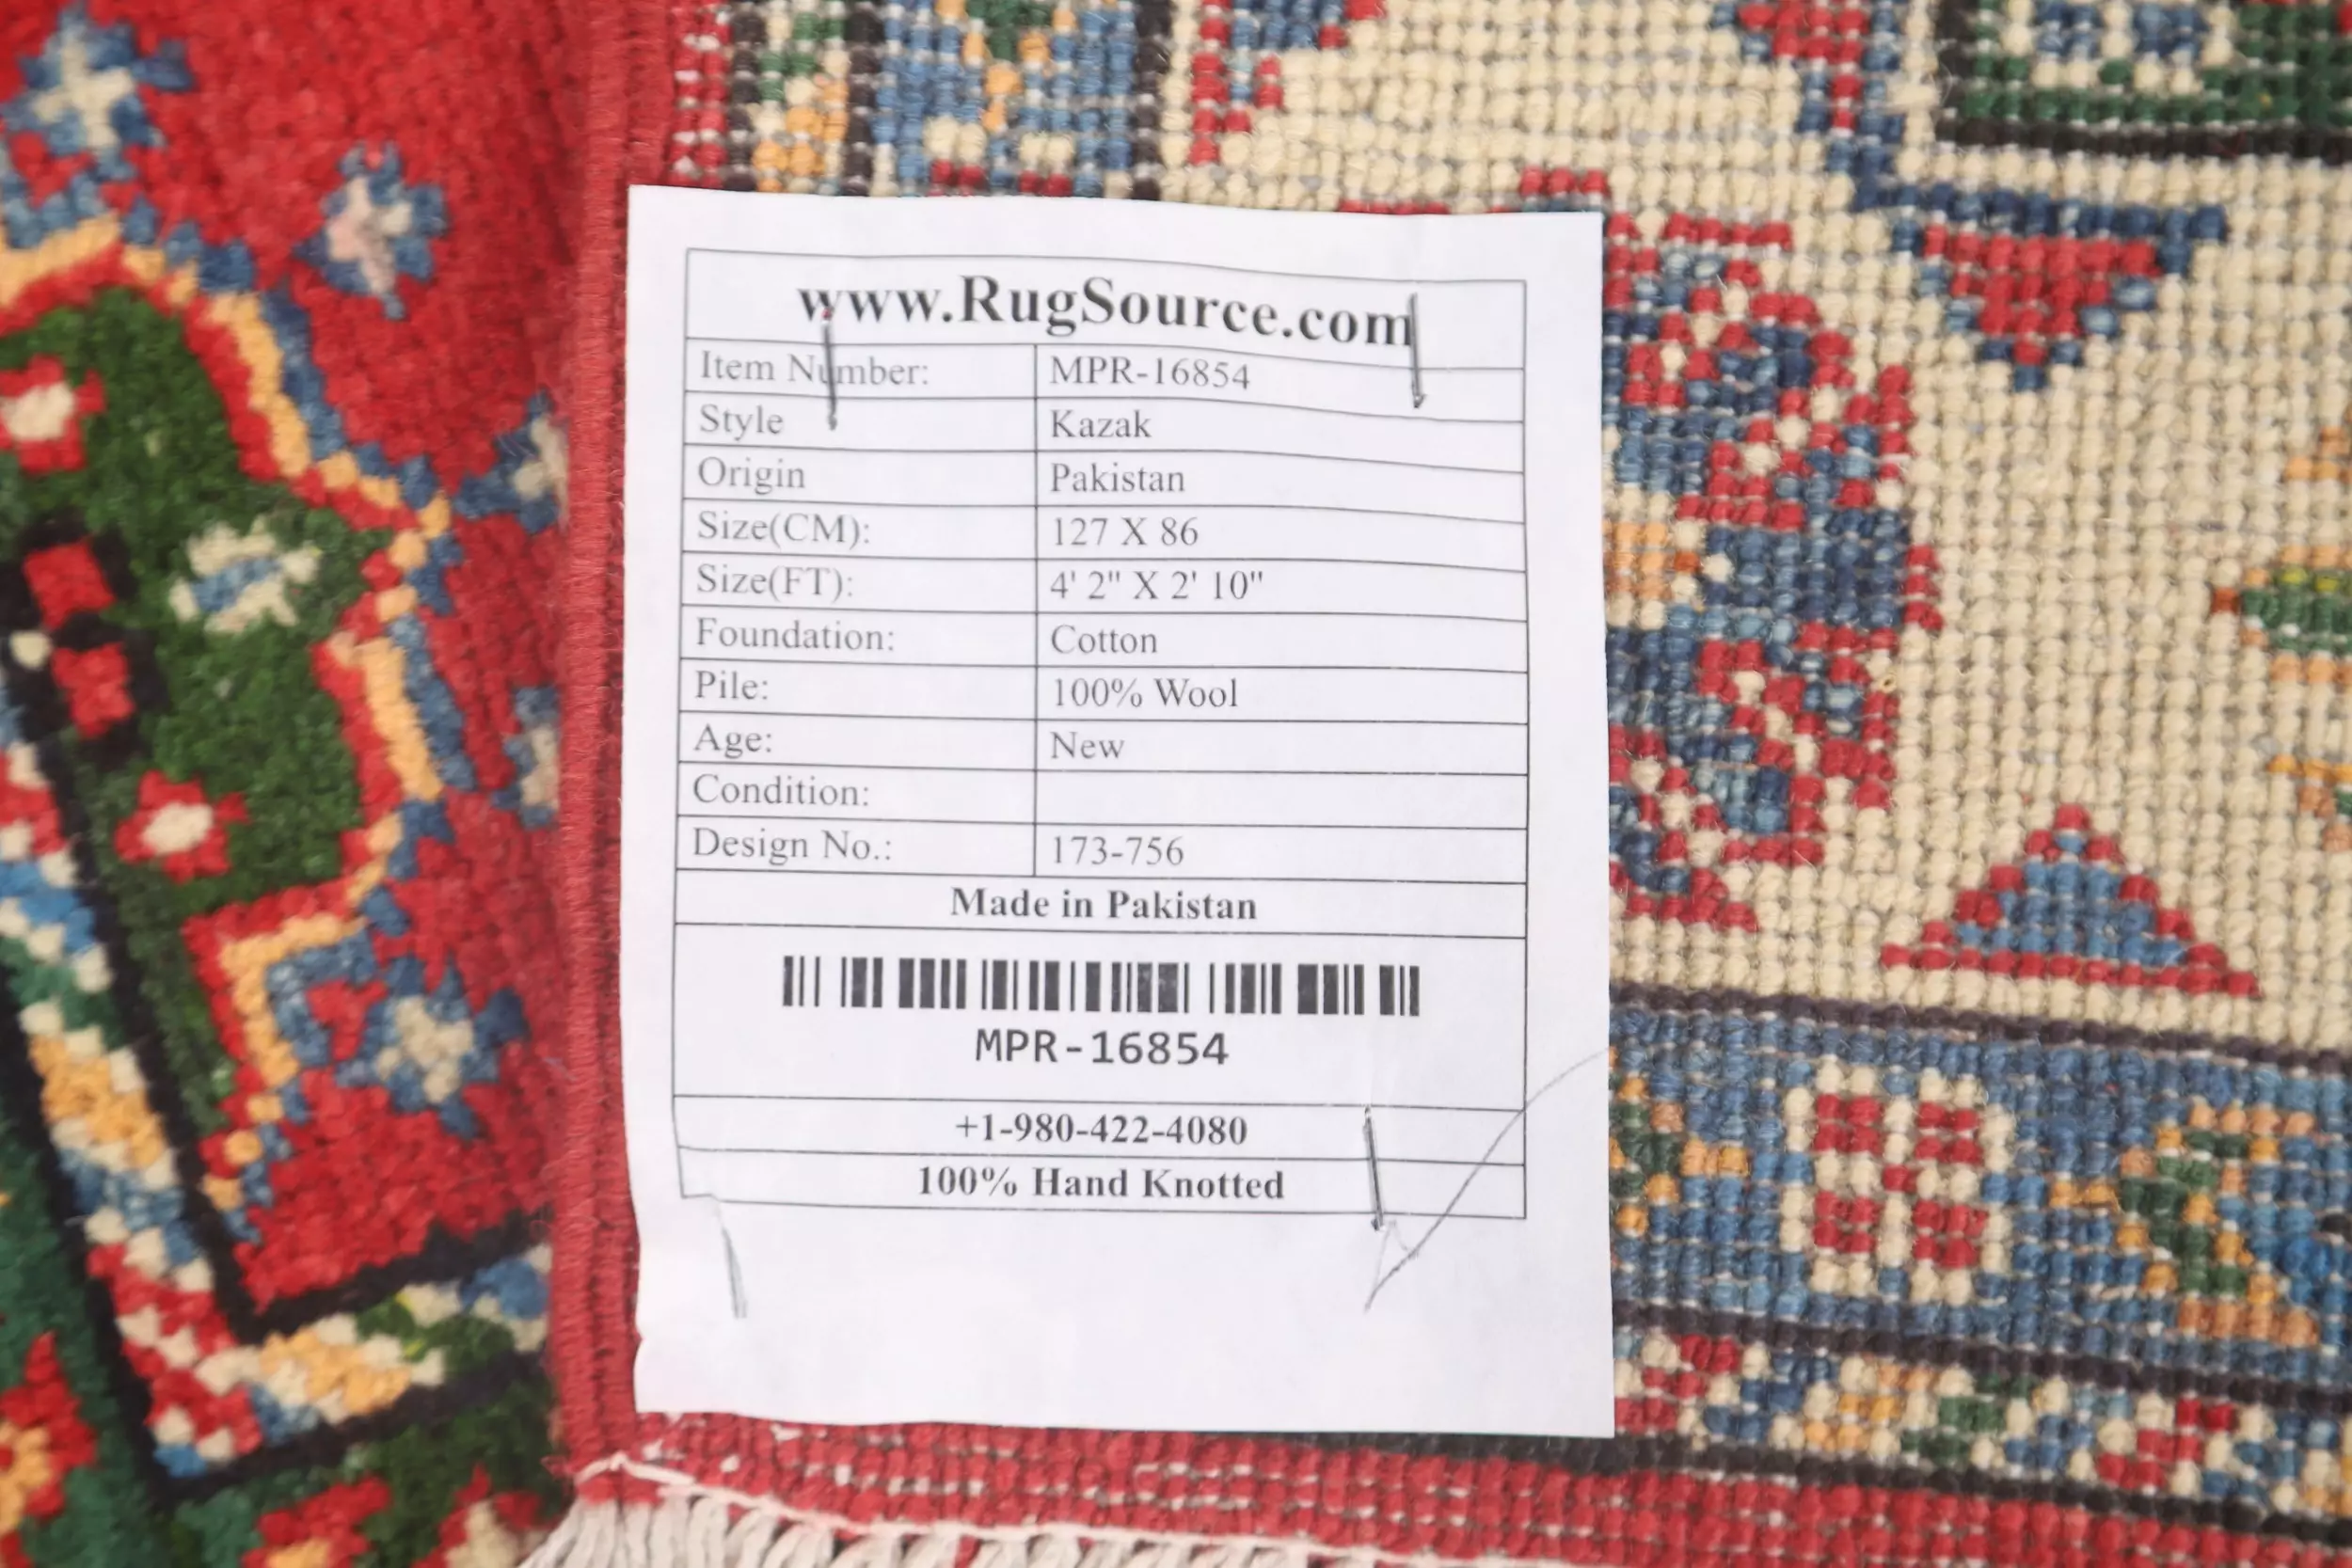 www.RugSource.com
Item Number: MPR-16854
Style Kazak
Origin Pakistan
Size(CM): 127 X 86
Size(FT): 4' 2" X 2' 10"
Foundation: Cotton
Pile: 100% Wool
Age: New
Condition:
Design No.: 173-756
Made in Pakistan
MPR-16854
+1-980-422-4080
100% Hand Knotted